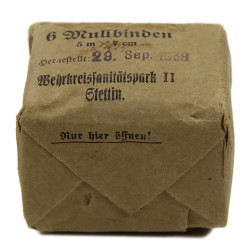 6 Mullbinden
5 m × 7 cm
Hergestellt: 29. Sep. 1939
Wehrkreissanitätspark II
Stettin.
Nur hier öffnen!